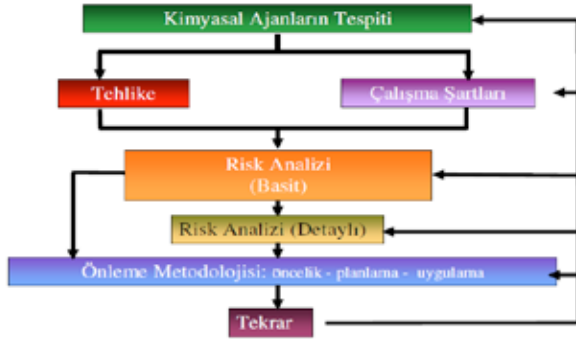 Kimyasal Ajanların Tespiti
Tehlike
Çalışma Şartları
Risk Analizi
(Basit)
Risk Analizi (Detaylı)
Önleme Metodolojisi: öncelik - planlama - uygulama
Tekrar